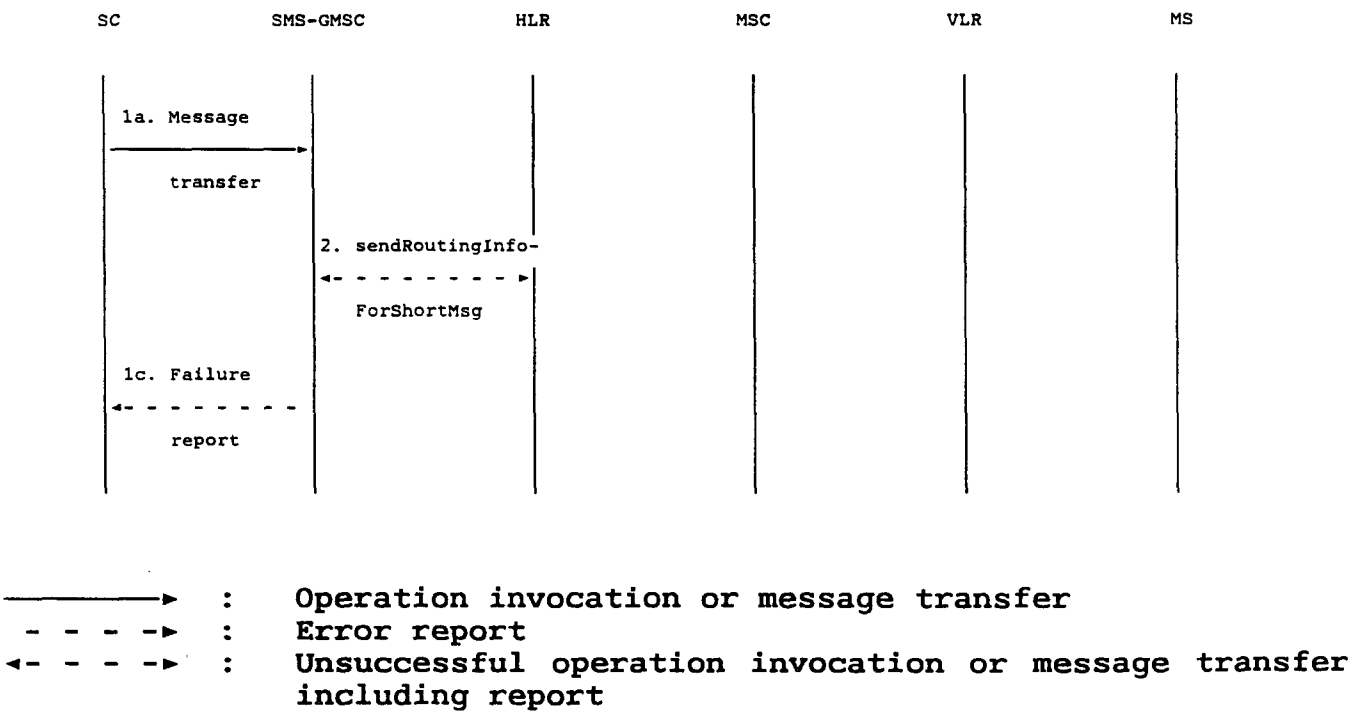 SC SMS-GMSC HLR MSC VLR MS
1a. Message
transfer
2. sendRoutingInfo-
ForShortMsg
1c. Failure
report
: Operation invocation or message transfer
: Error report
: Unsuccessful operation invocation or message transfer
including report